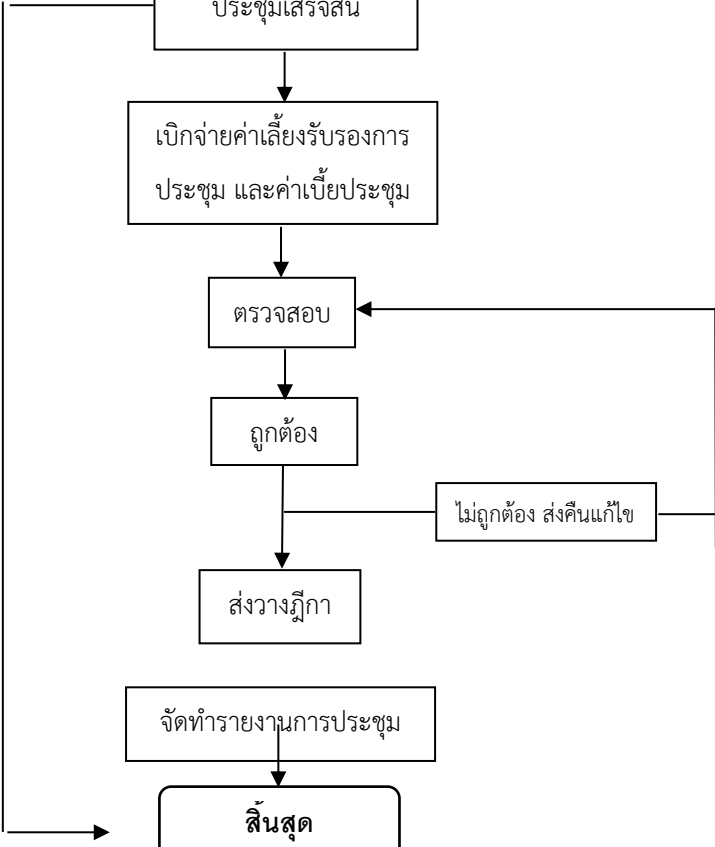 ประชุมเสร็จสิ้น
เบิกจ่ายค่าเลี้ยงรับรองการ
ประชุม และค่าเบี้ยประชุม
ตรวจสอบ
ถูกต้อง
ไม่ถูกต้อง ส่งคืนแก้ไข
ส่งวางฎีกา
จัดทำรายงานการประชุม
สิ้นสุด